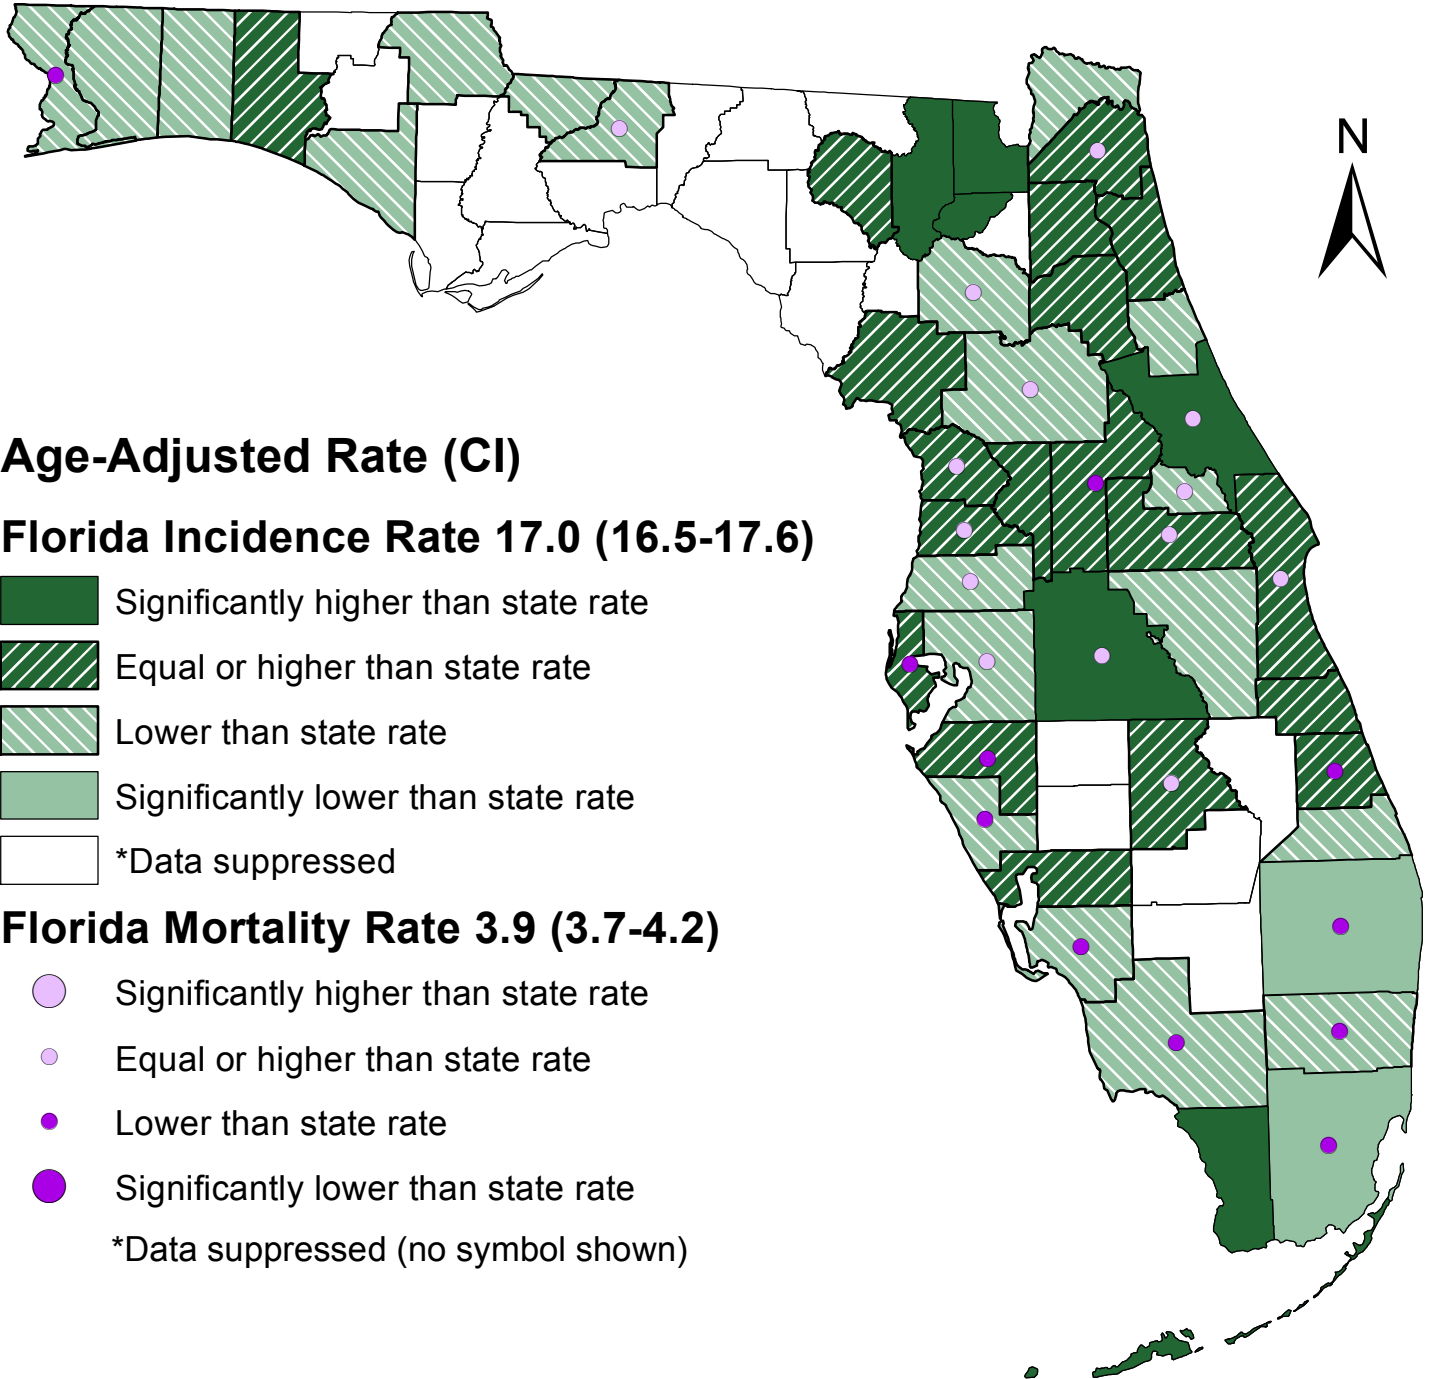 N
Age-Adjusted Rate (CI)
Florida Incidence Rate 17.0 (16.5-17.6)
Significantly higher than state rate
Equal or higher than state rate
Lower than state rate
Significantly lower than state rate
*Data suppressed
Florida Mortality Rate 3.9 (3.7-4.2)
Significantly higher than state rate
Equal or higher than state rate
Lower than state rate
Significantly lower than state rate
*Data suppressed (no symbol shown)